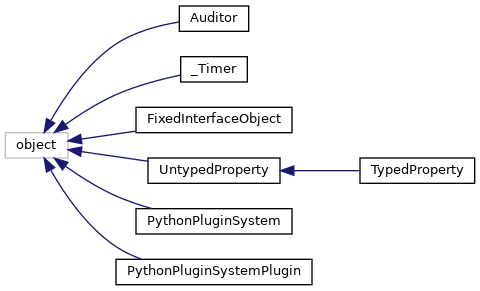 Auditor
_Timer
FixedInterfaceObject
object
UntypedProperty
TypedProperty
PythonPluginSystem
PythonPluginSystemPlugin